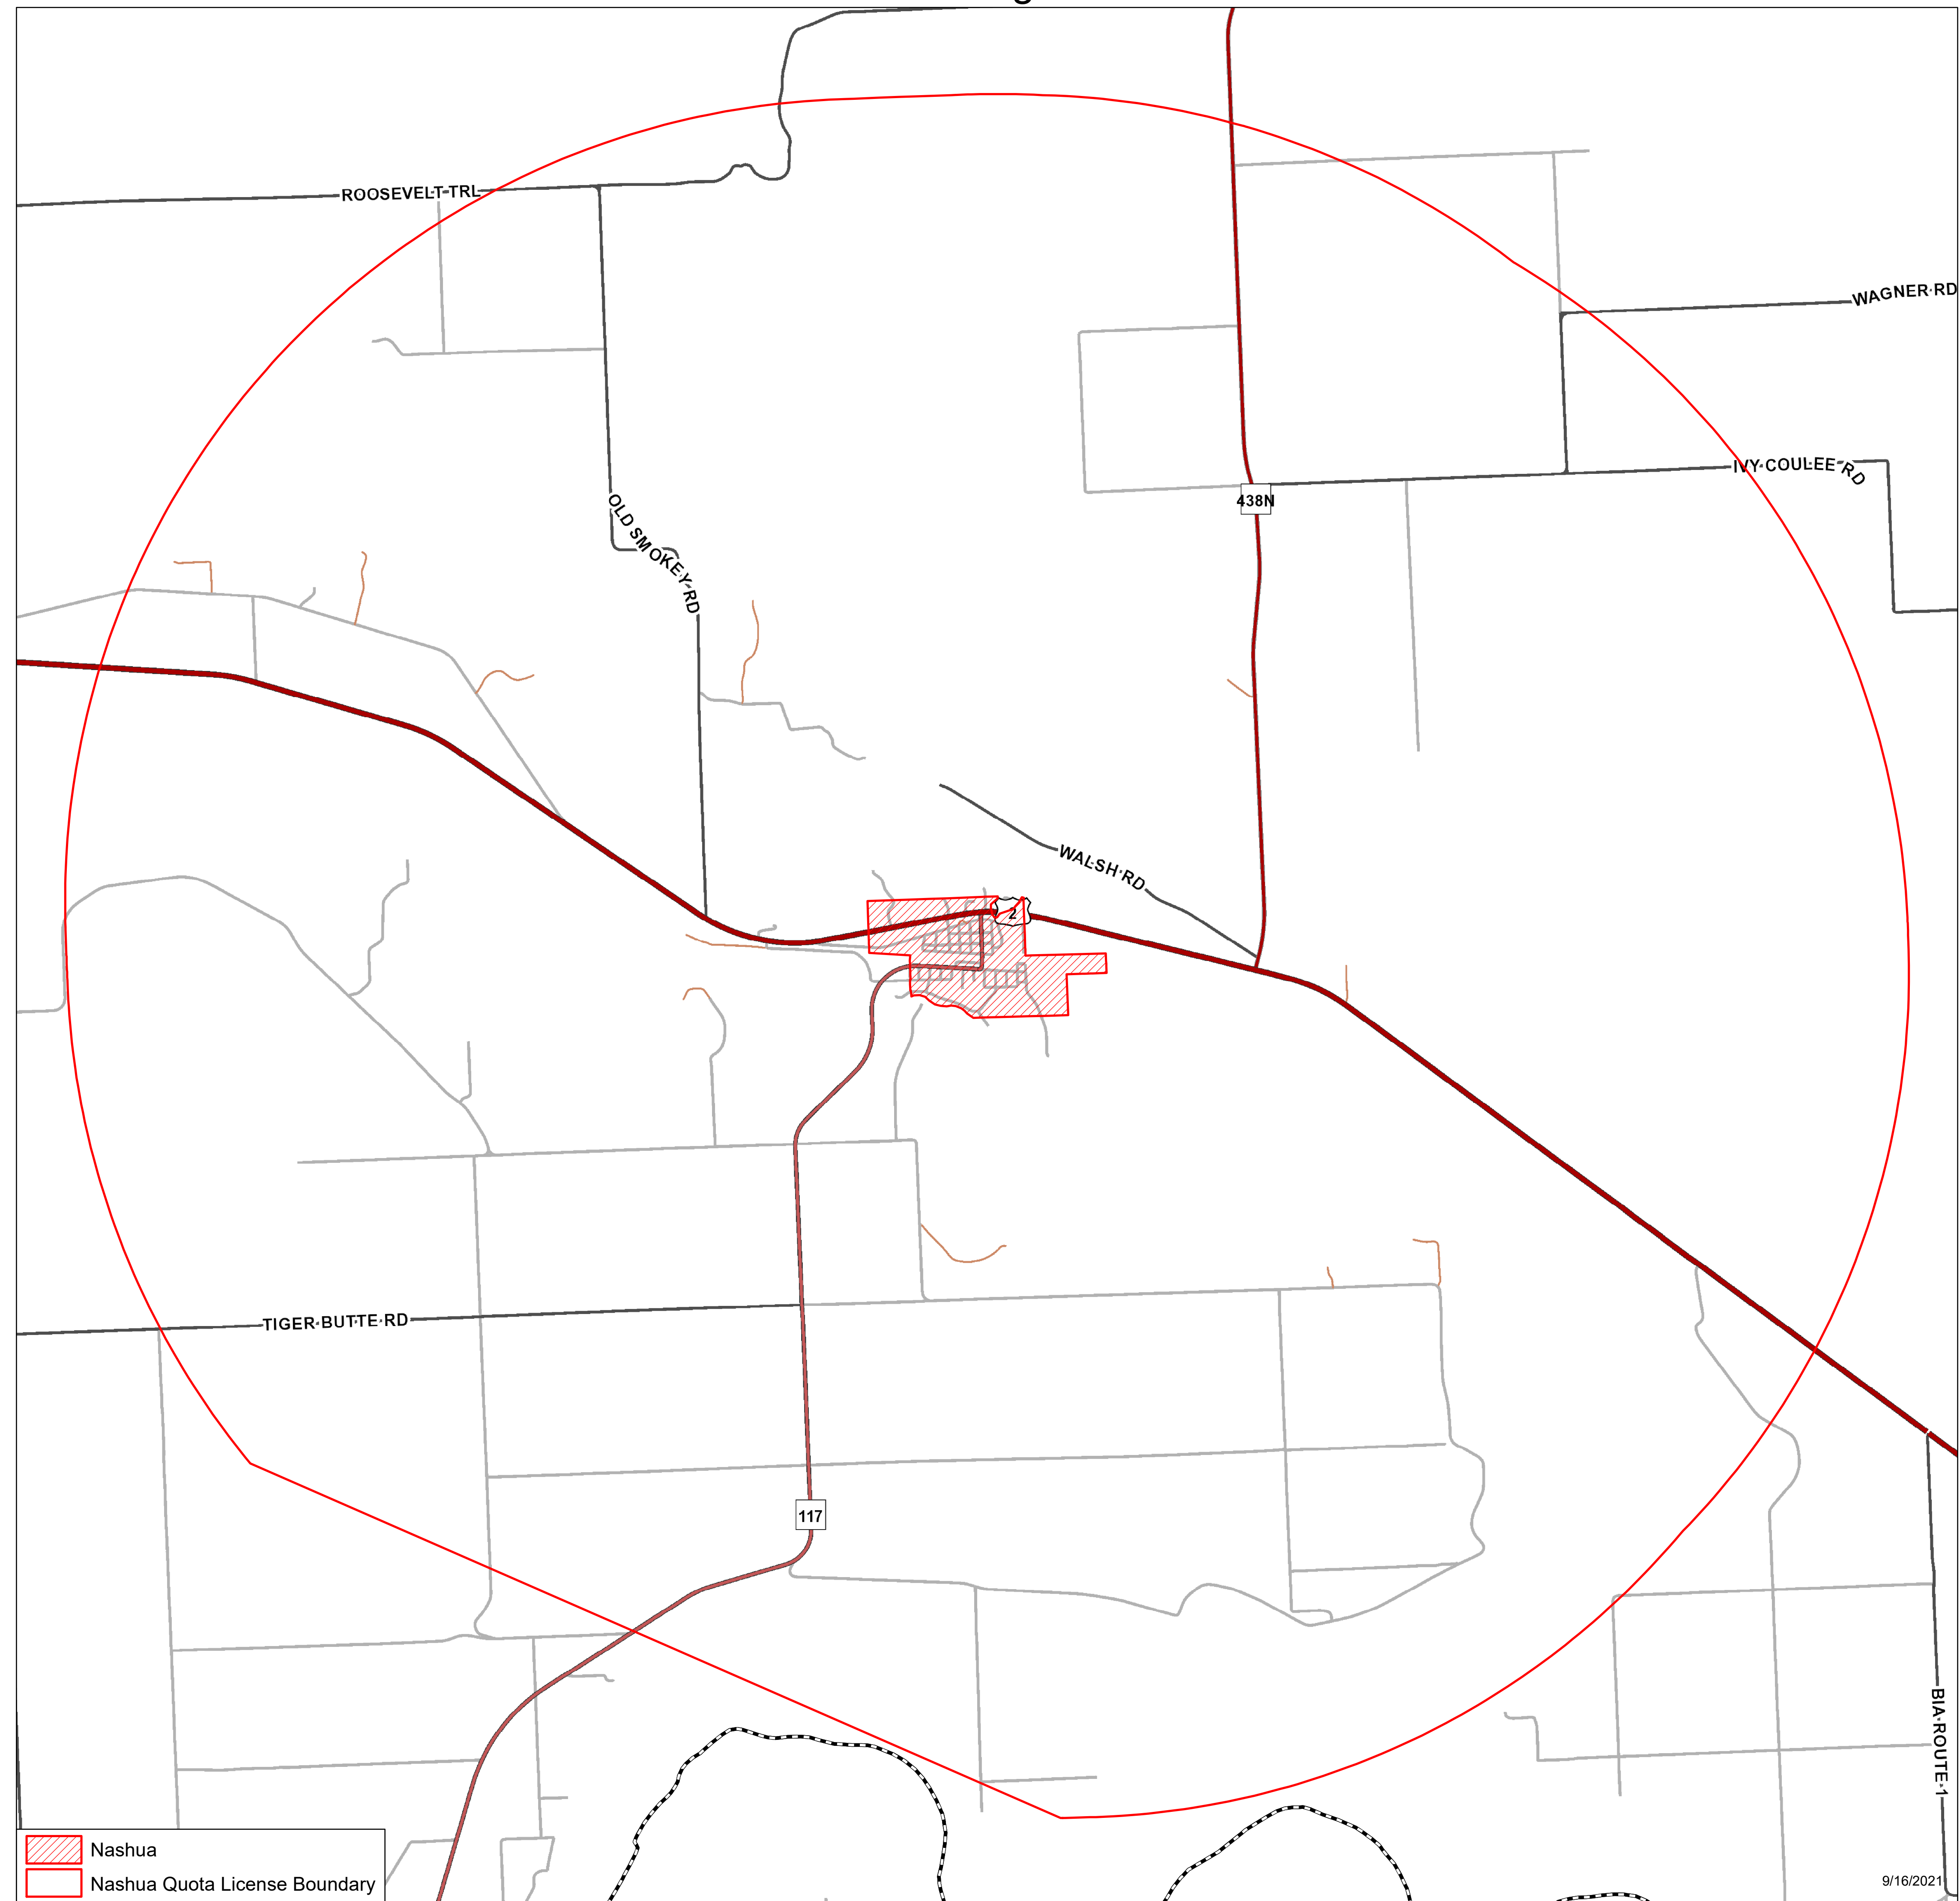 ROOSEVELT TRL
WAGNER RD
IVY COULEE RD
438N
OLD SMOKEY RD
WALSH RD
2
TIGER BUTTE RD
117
BIA ROUTE 1
Nashua
Nashua Quota License Boundary
9/16/2021